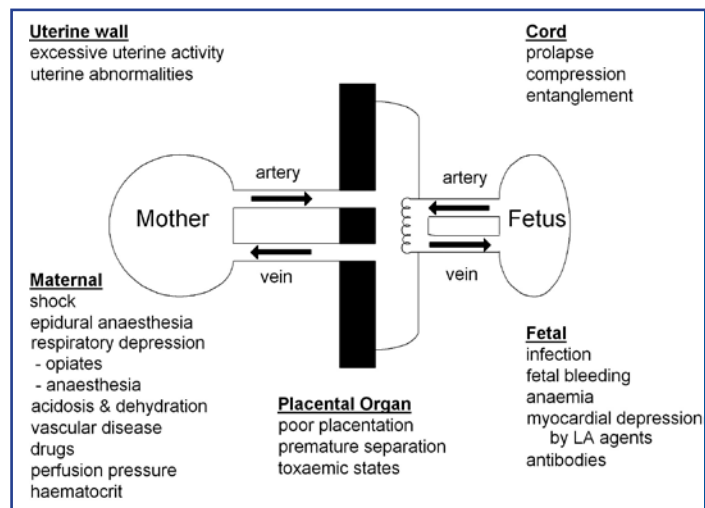 Uterine wall
excessive uterine activity
uterine abnormalities
Cord
prolapse
compression
entanglement
artery
artery
Mother
Fetus
vein
vein
Maternal
shock
epidural anaesthesia
respiratory depression
- opiates
- anaesthesia
acidosis & dehydration
vascular disease
drugs
perfusion pressure
haematocrit
Placental Organ
poor placentation
premature separation
toxaemic states
Fetal
infection
fetal bleeding
anaemia
myocardial depression
by LA agents
antibodies